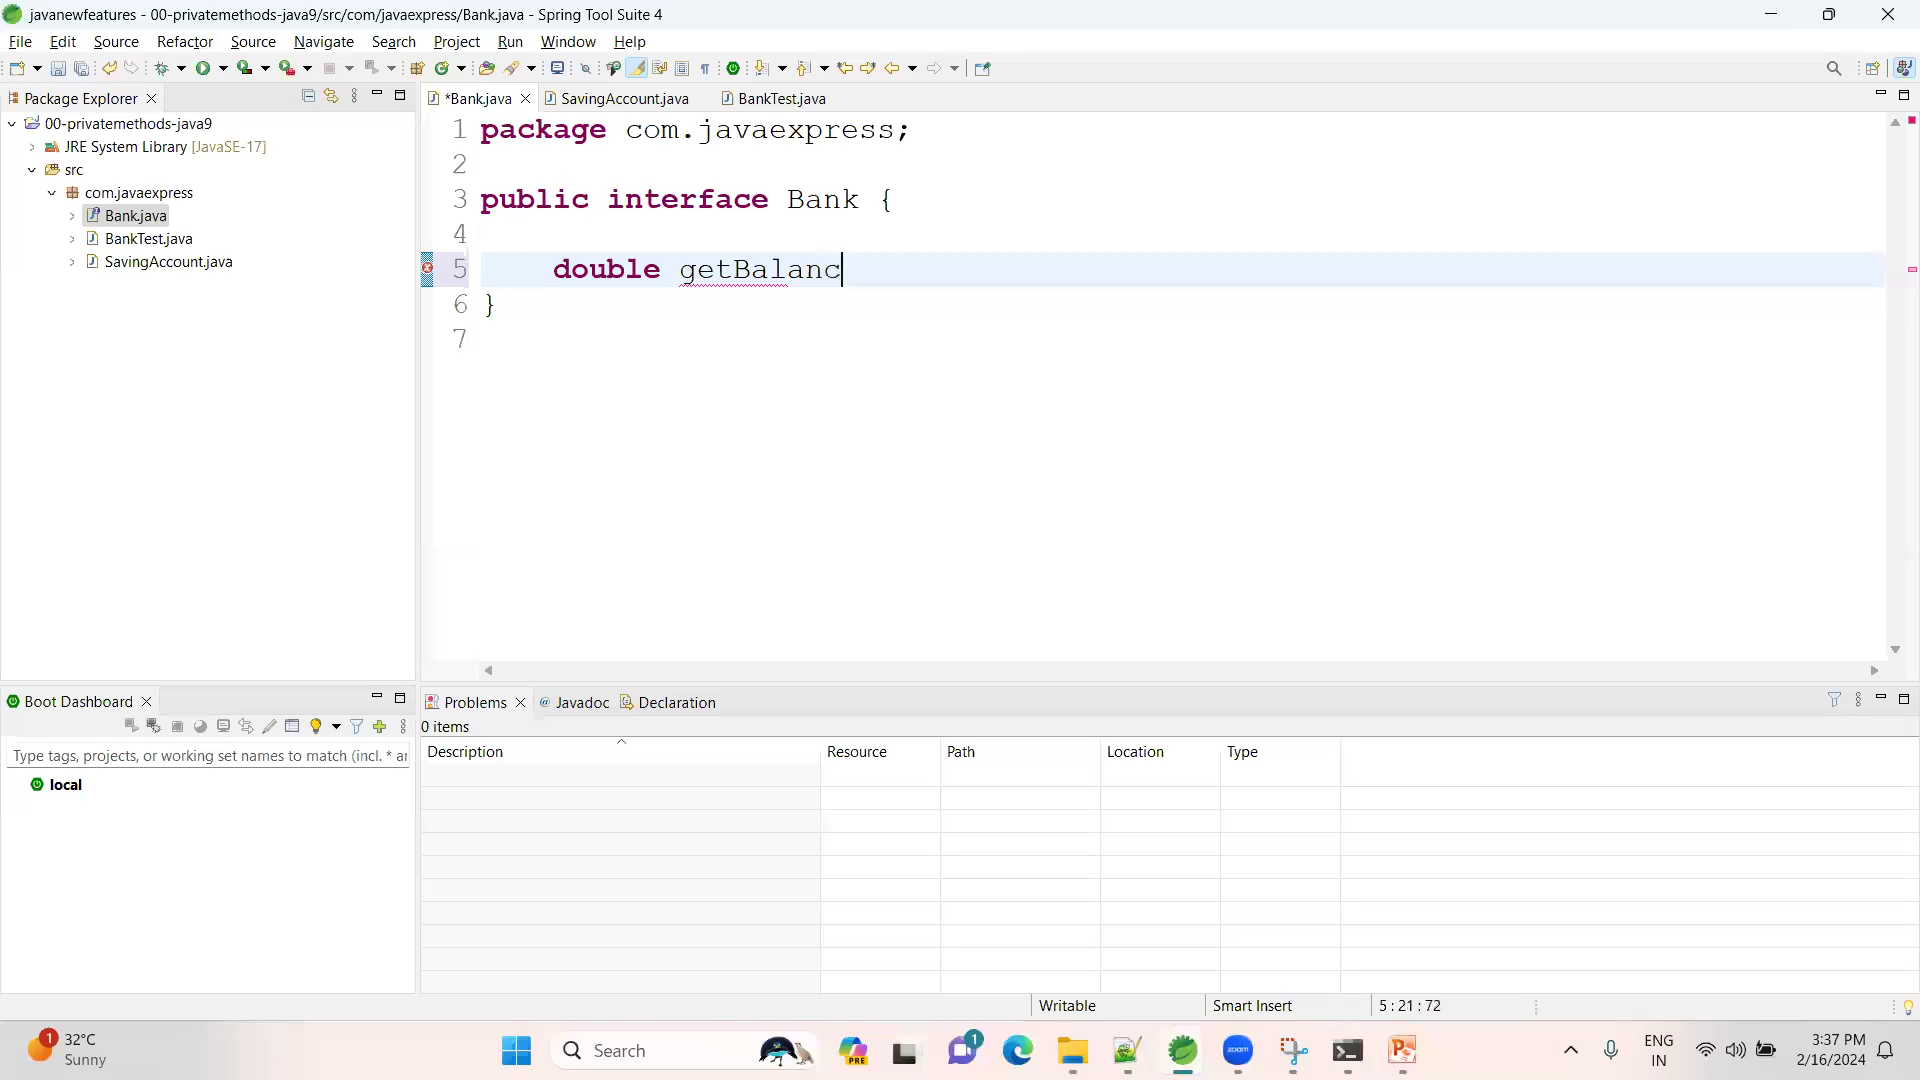 javanewfeatures - 00-privatemethods-java9/src/com/javaexpress/Bank.java - Spring Tool Suite 4
File Edit Source Refactor Source Navigate Search Project Run Window Help
Package Explorer
*Bank.java SavingAccount.java BankTest.java
00-privatemethods-java9
JRE System Library [JavaSE-17]
src
com.javaexpress
Bank.java
BankTest.java
SavingAccount.java
1 package com.javaexpress;
2
3 public interface Bank {
4
5 double getBalanc
6 }
7
Boot Dashboard
Type tags, projects, or working set names to match (incl. * ar
local
Problems @ Javadoc Declaration
0 items
Description Resource Path Location Type
Writable Smart Insert 5 : 21 : 72
1 32°C
Sunny
Search
PRE
1
zoom
ENG
IN
3:37 PM
2/16/2024